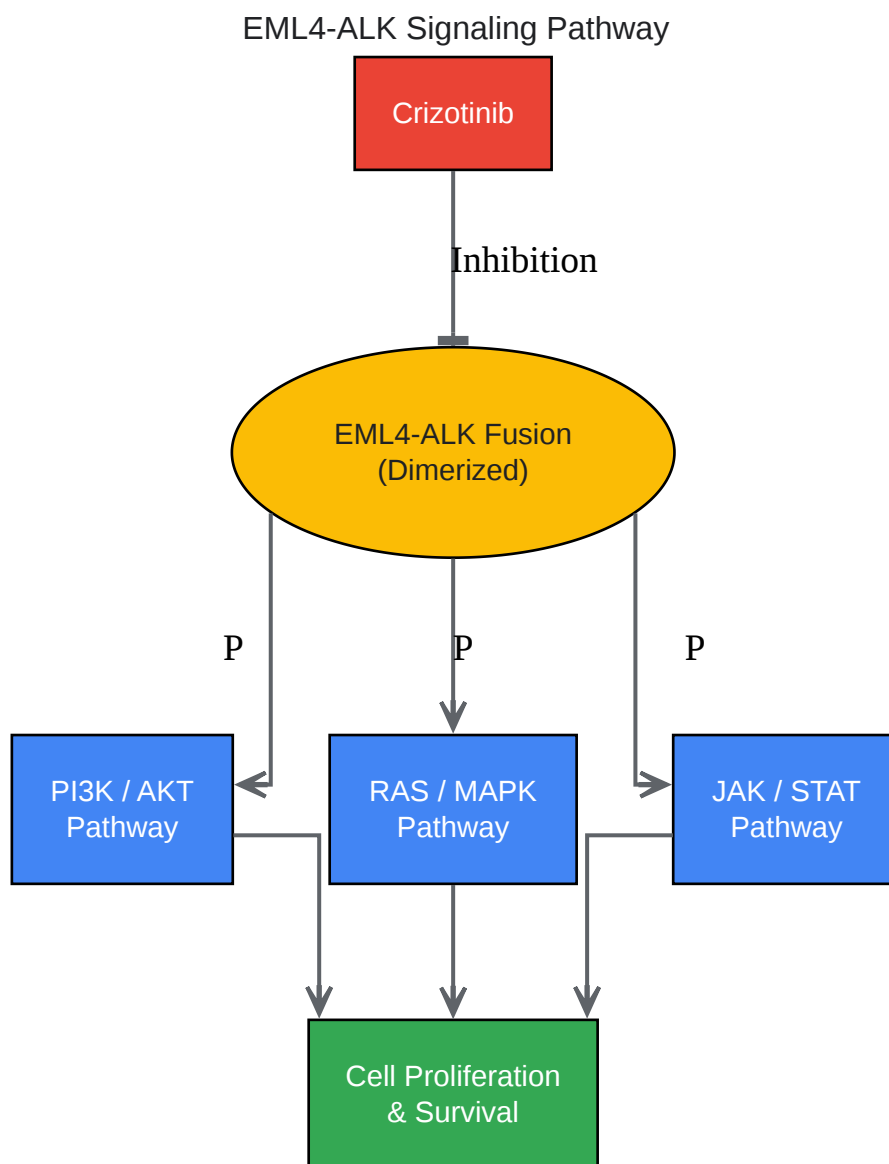 EML4-ALK Signaling Pathway
Crizotinib
Inhibition
EML4-ALK Fusion
(Dimerized)
P
P
P
PI3K / AKT
Pathway
RAS / MAPK
Pathway
JAK / STAT
Pathway
Cell Proliferation
& Survival